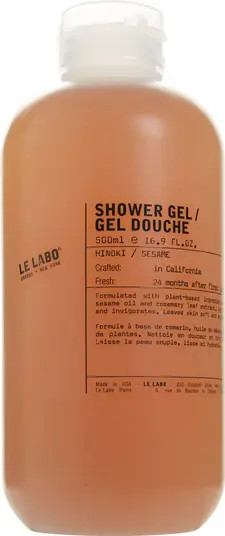 LE LABO
SHOWER GEL /
GEL DOUCHE
500ml e 16.9 fl.oz.
HINOKI / SESAME
Crafted: in California
Fresh: 24 months after first
Formulated with plant-based
sesame oil and rosemary leaf extract,
and invigorates. Leaves skin soft and
Formule à base de romarin, huile de
de plantes. Nettoie en douceur en
Laisse la peau souple, lisse et
Made in USA LE LABO
Le Labo Paris